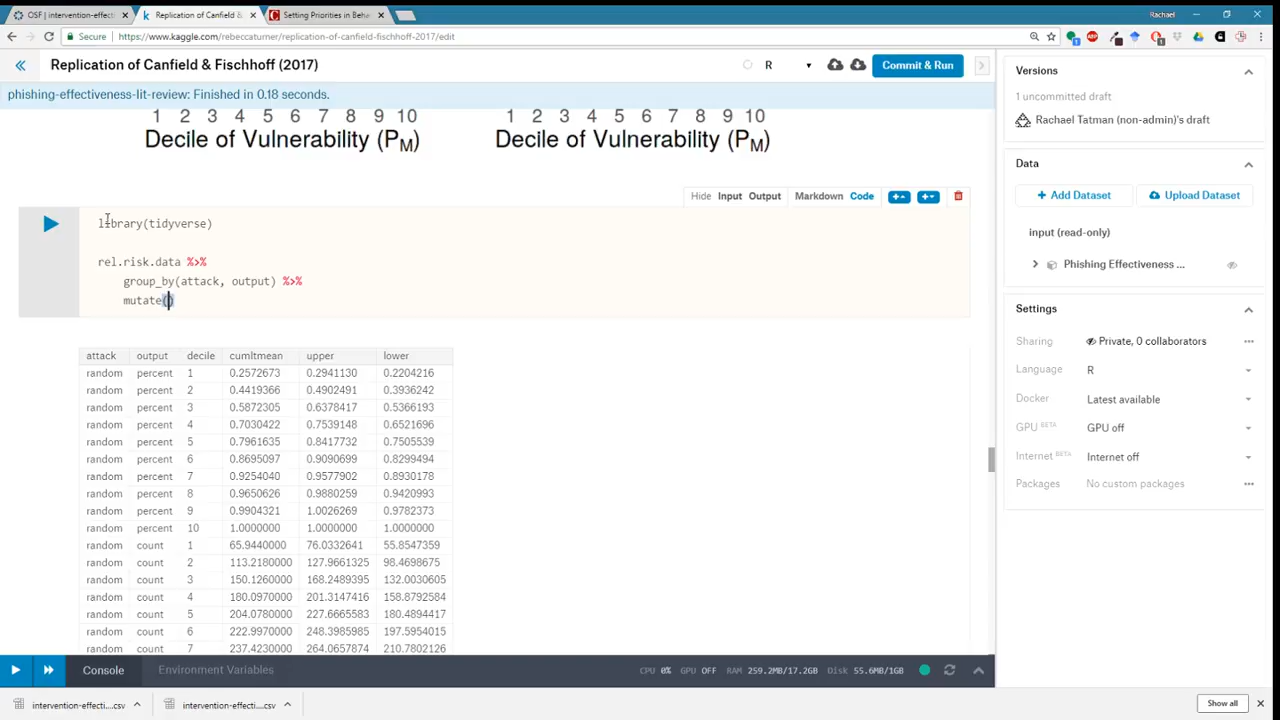 OSF | intervention-effect
Replication of Canfield &
Setting Priorities in Beha
Rachael
Secure
https://www.kaggle.com/rebeccaturner/replication-of-canfield-fischhoff-2017/edit
Replication of Canfield & Fischhoff (2017)
R
Commit & Run
phishing-effectiveness-lit-review: Finished in 0.18 seconds.
1 2 3 4 5 6 7 8 9 10
1 2 3 4 5 6 7 8 9 10
Decile of Vulnerability (PM)
Decile of Vulnerability (PM)
Hide Input Output Markdown Code
library(tidyverse)
rel.risk.data %>%
group_by(attack, output) %>%
mutate()
attack output decile cumltmean upper lower
random percent 1 0.2572673 0.2941130 0.2204216
random percent 2 0.4419366 0.4902491 0.3936242
random percent 3 0.5872305 0.6378417 0.5366193
random percent 4 0.7030422 0.7539148 0.6521696
random percent 5 0.7961635 0.8417732 0.7505539
random percent 6 0.8695097 0.9090699 0.8299494
random percent 7 0.9254040 0.9577902 0.8930178
random percent 8 0.9650626 0.9880259 0.9420993
random percent 9 0.9904321 1.0026269 0.9782373
random percent 10 1.0000000 1.0000000 1.0000000
random count 1 65.9440000 76.0332641 55.8547359
random count 2 113.2180000 127.9661325 98.4698675
random count 3 150.1260000 168.2489395 132.0030605
random count 4 180.0970000 201.3147416 158.8792584
random count 5 204.0780000 227.6665583 180.4894417
random count 6 222.9970000 248.3985985 197.5954015
random count 7 237.4230000 264.0657874 210.7802126
Versions
1 uncommitted draft
Rachael Tatman (non-admin)'s draft
Data
+ Add Dataset
Upload Dataset
input (read-only)
Phishing Effectiveness ...
Settings
Sharing Private, 0 collaborators
Language R
Docker Latest available
GPU BETA GPU off
Internet BETA Internet off
Packages No custom packages
Console
Environment Variables
CPU 0% GPU OFF RAM 259.2MB/17.2GB Disk 55.6MB/1GB
intervention-effecti....csv
intervention-effecti....csv
Show all